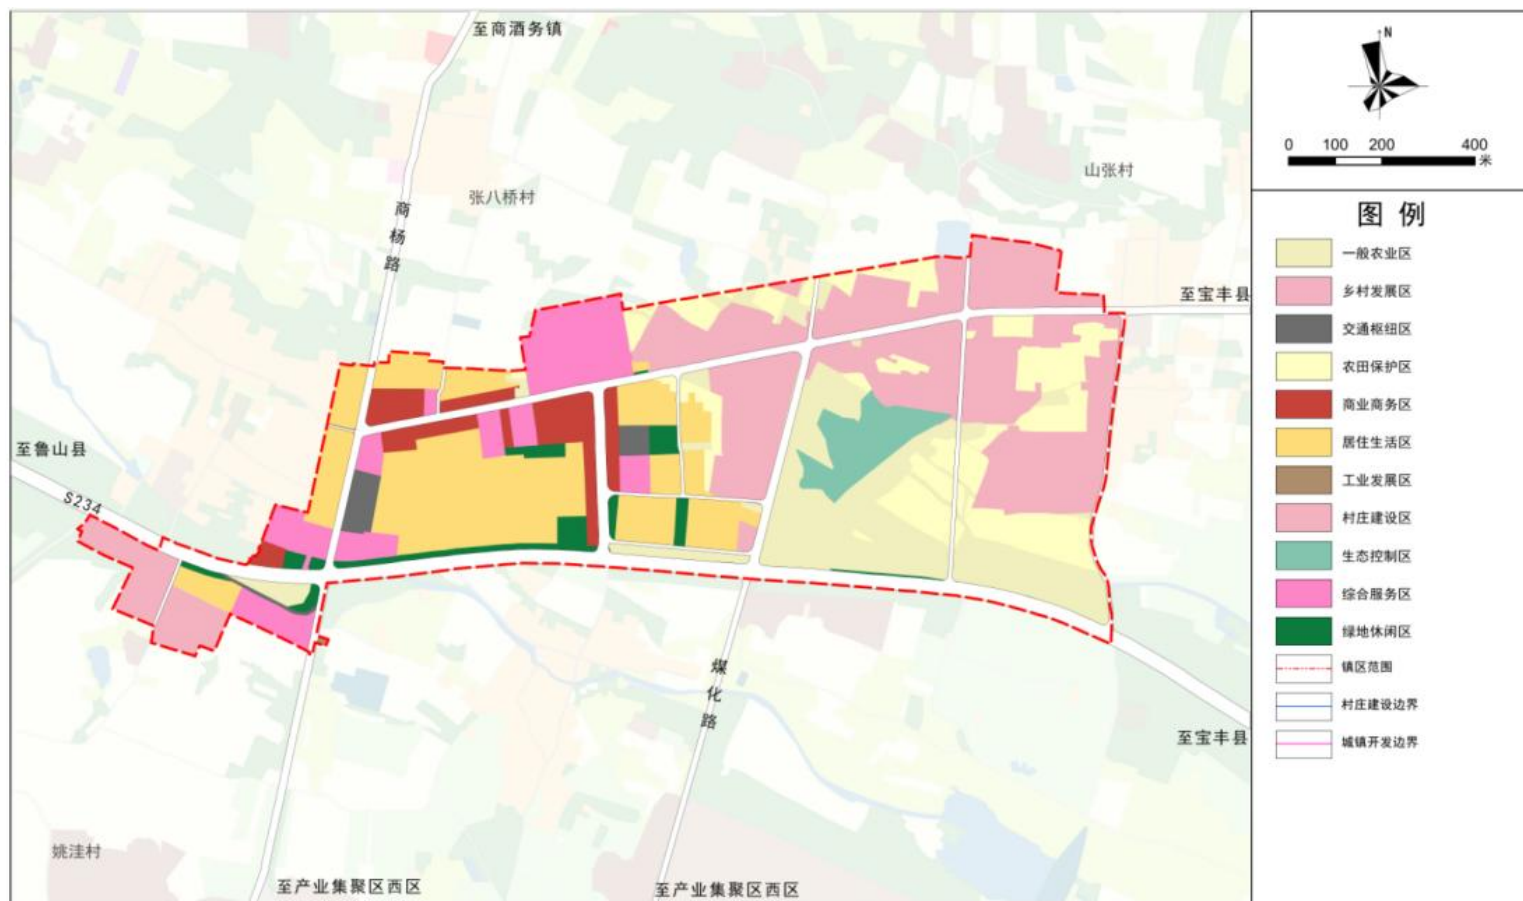 至商酒务镇
N
0 100 200 400
米
山张村
张八桥村
商杨路
图例
一般农业区
乡村发展区
至宝丰县
交通枢纽区
农田保护区
商业商务区
至鲁山县
居住生活区
S234
工业发展区
村庄建设区
生态控制区
综合服务区
绿地休闲区
镇区范围
煤化路
村庄建设边界
至宝丰县
城镇开发边界
姚洼村
至产业集聚区西区
至产业集聚区西区